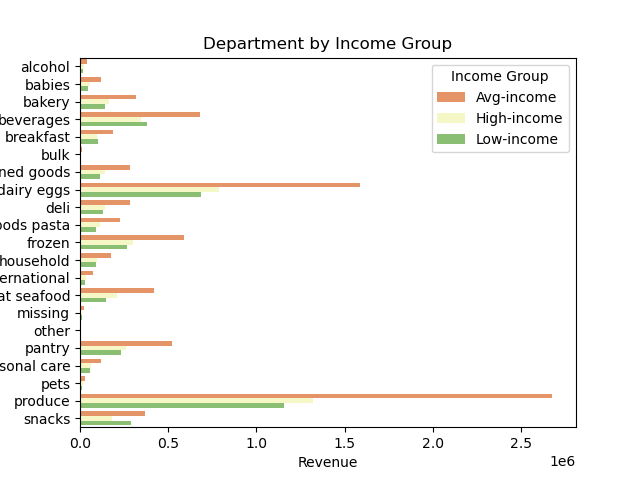 Department by Income Group
Income Group
Avg-income
High-income
Low-income
alcohol
babies
bakery
beverages
breakfast
bulk
ned goods
dairy eggs
deli
oods pasta
frozen
household
ernational
at seafood
missing
other
pantry
sonal care
pets
produce
snacks
0.0 0.5 1.0 1.5 2.0 2.5
1e6
Revenue